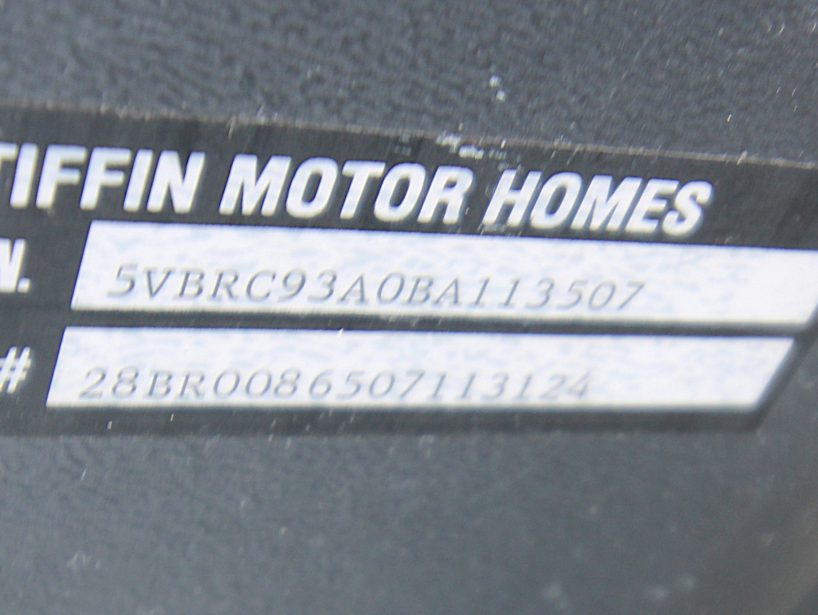 TIFFIN MOTOR HOMES
N. 5VBRC93A0BA113507
# 28BR0086507113124